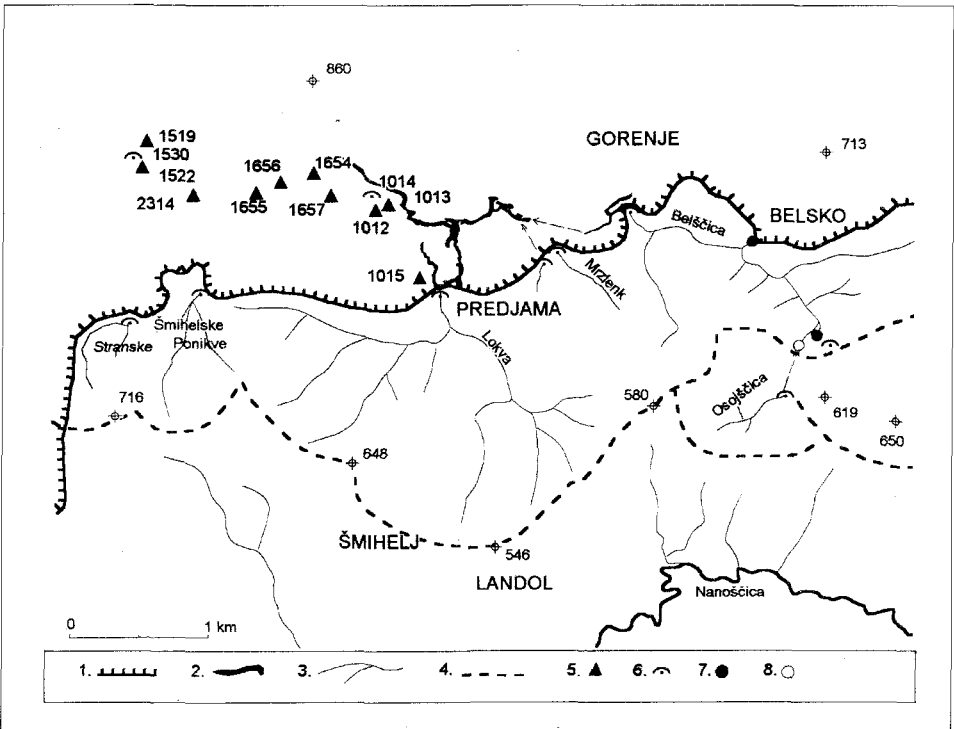 860
1519
1530
1522
2314
1656
1654
1655
1657
1014
1013
1012
1015
GORENJE
713
BELSKO
Belščica
Mrzlenk
PREDJAMA
Lokva
Šmihelske
Ponikve
Stranske
716
648
580
Osojščica
619
650
546
ŠMIHELJ
LANDOL
Nanoščica
0 1 km
1. 2. 3. 4. 5. 6. 7. 8.